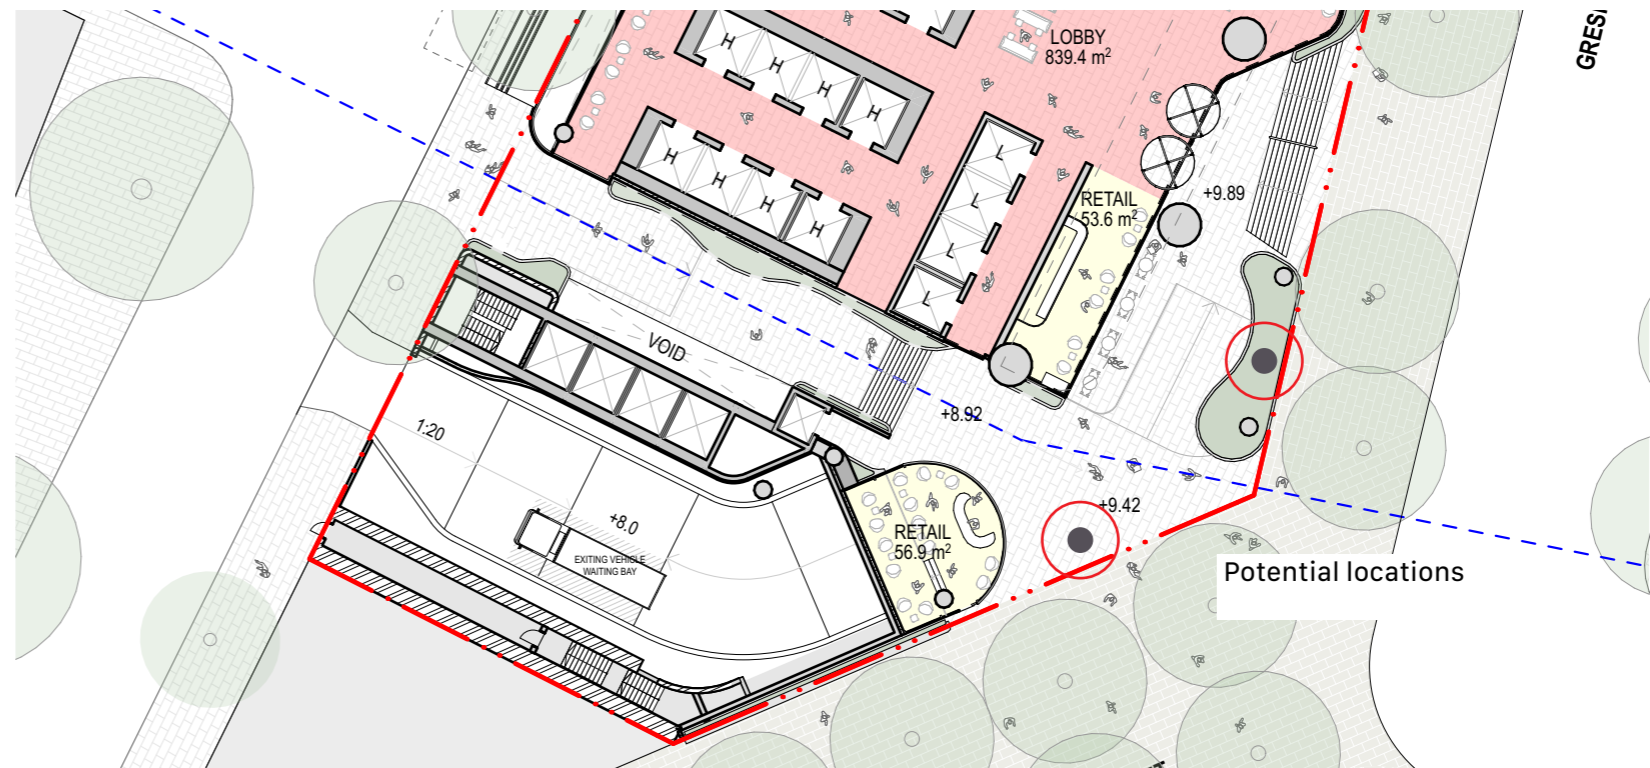 GRESH
LOBBY
839.4 m²
H
H
H
H
H
H
H
H
L
L
L
L
RETAIL
53.6 m²
+9.89
VOID
+8.92
1:20
+8.0
EXITING VEHICLE
WAITING BAY
RETAIL
56.9 m²
+9.42
Potential locations